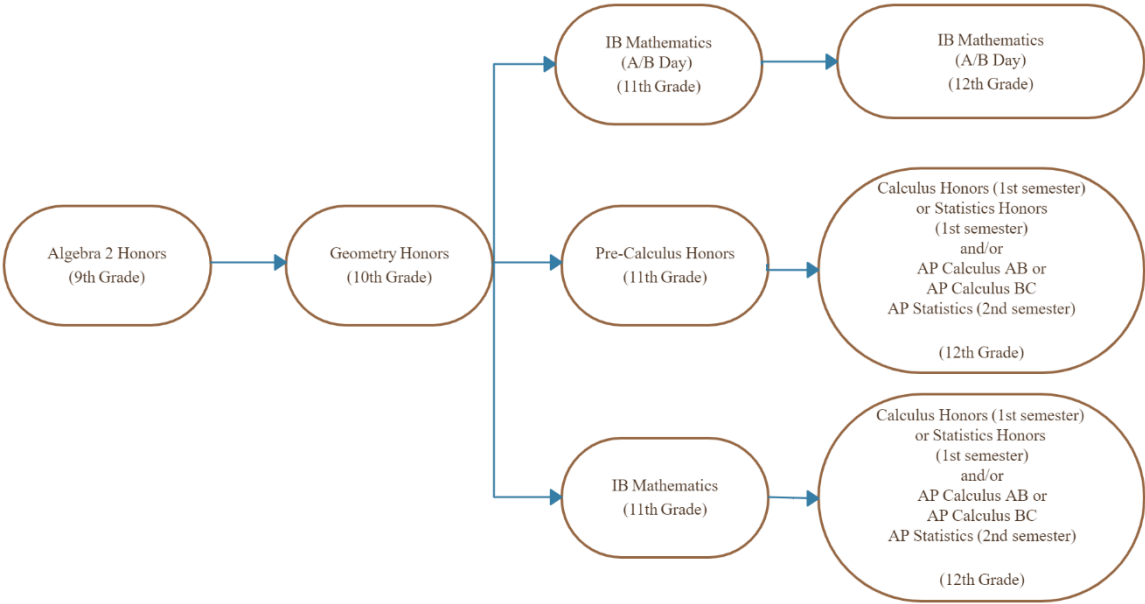 Algebra 2 Honors
(9th Grade)
Geometry Honors
(10th Grade)
IB Mathematics
(A/B Day)
(11th Grade)
IB Mathematics
(A/B Day)
(12th Grade)
Pre-Calculus Honors
(11th Grade)
Calculus Honors (1st semester)
or Statistics Honors
(1st semester)
and/or
AP Calculus AB or
AP Calculus BC
AP Statistics (2nd semester)
(12th Grade)
IB Mathematics
(11th Grade)
Calculus Honors (1st semester)
or Statistics Honors
(1st semester)
and/or
AP Calculus AB or
AP Calculus BC
AP Statistics (2nd semester)
(12th Grade)